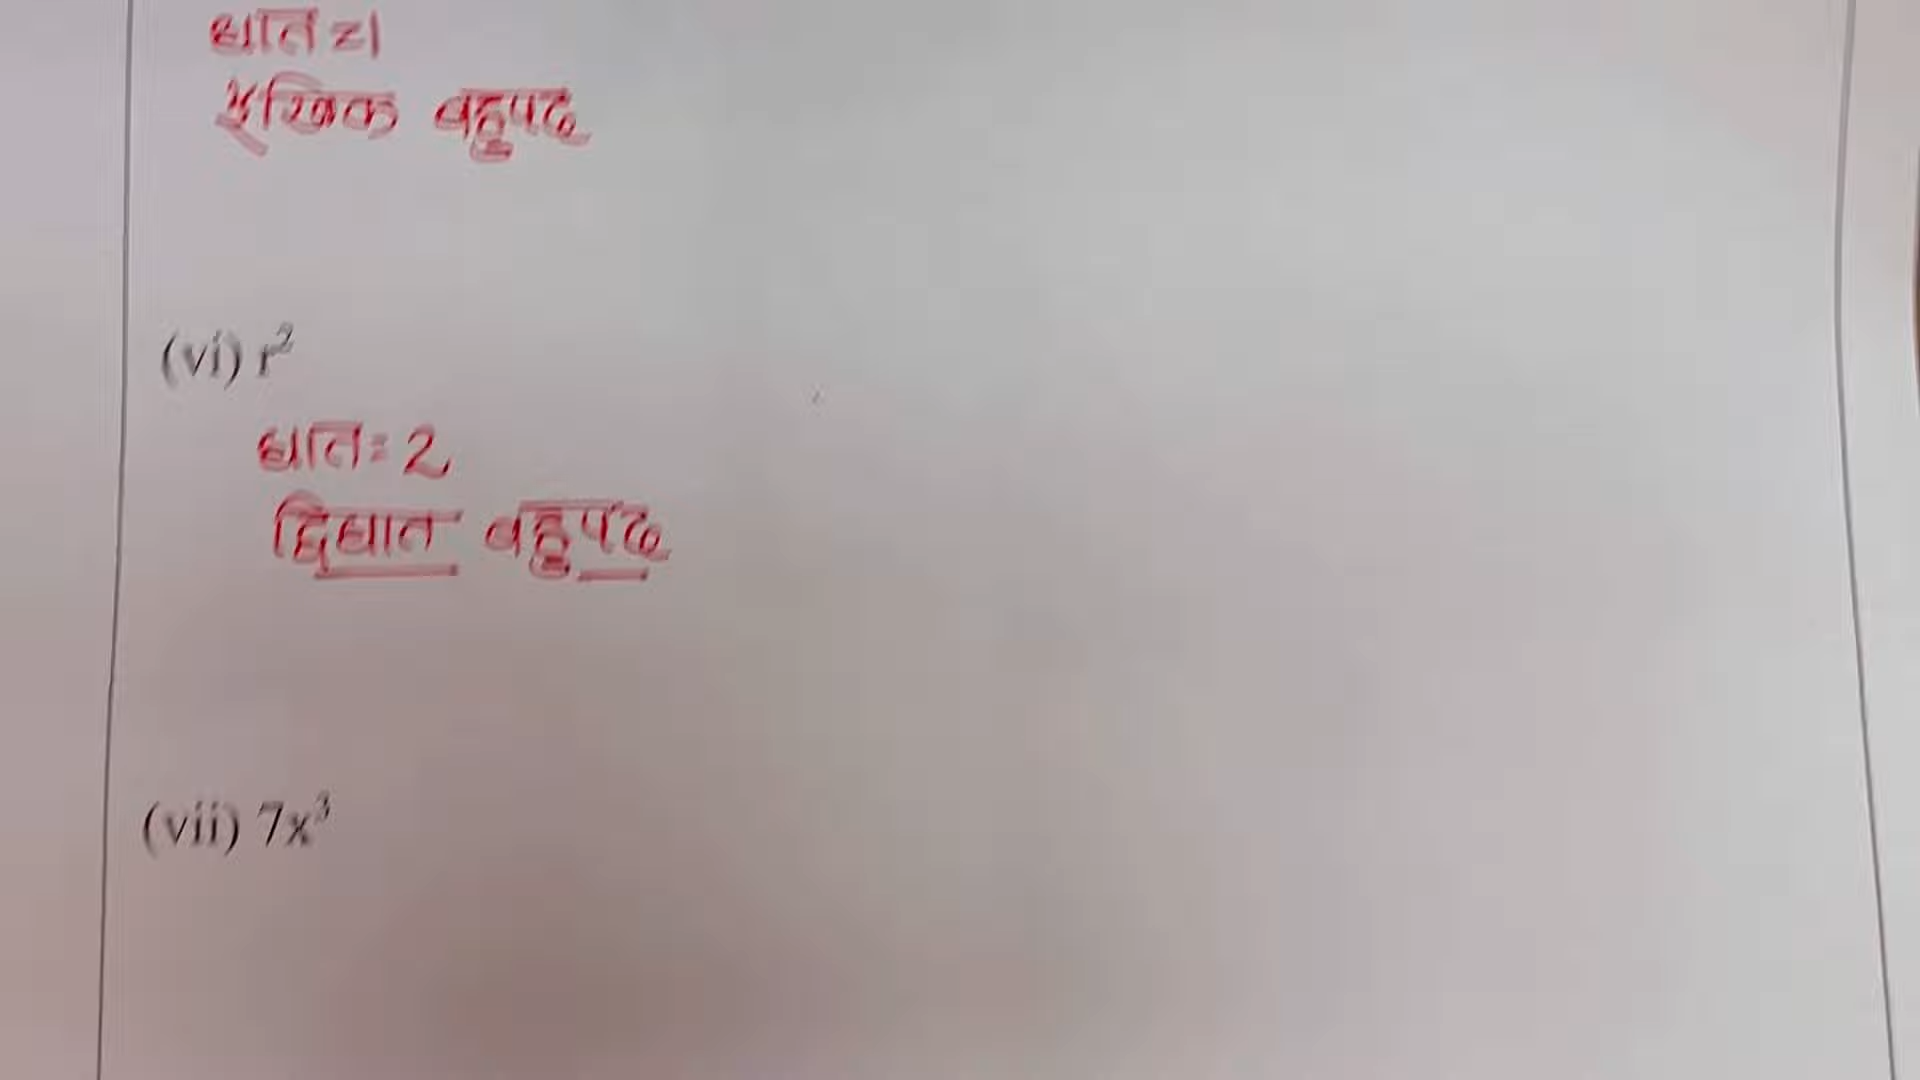 घात = 1
रैखिक बहुपद
(vi) r²
घात = 2
द्विघात बहुपद
(vii) 7x³